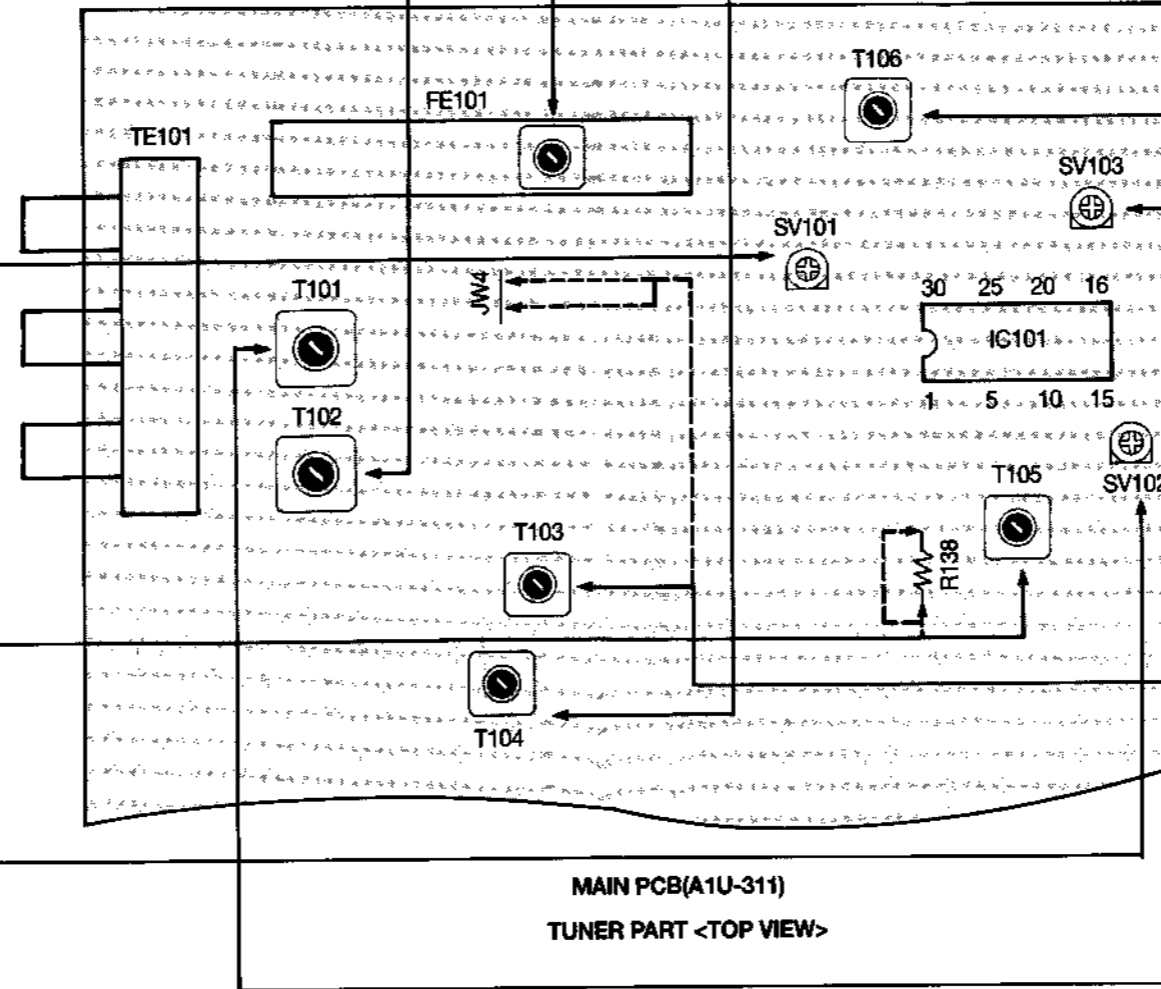 T106
FE101
TE101
SV103
SV101
T101
JW4
30 25 20 16
IC101
1 5 10 15
T102
T105
SV102
T103
R138
T104
MAIN PCB(A1U-311)
TUNER PART <TOP VIEW>